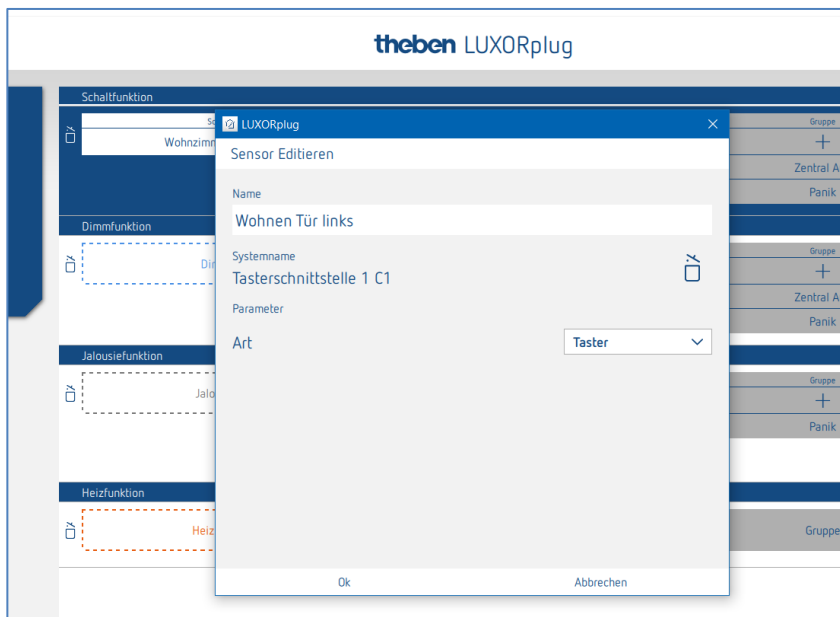 theben LUXORplug
Schaltfunktion
Gruppe
Wohnzimm
Zentral A
Panik
LUXORplug
Sensor Editieren
Name
Wohnen Tür links
Systemname
Tasterschnittstelle 1 C1
Parameter
Art
Taster
Ok
Abbrechen
Dimmfunktion
Gruppe
Zentral A
Panik
Jalousiefunktion
Gruppe
Jalo
Panik
Heizfunktion
Heiz
Gruppe